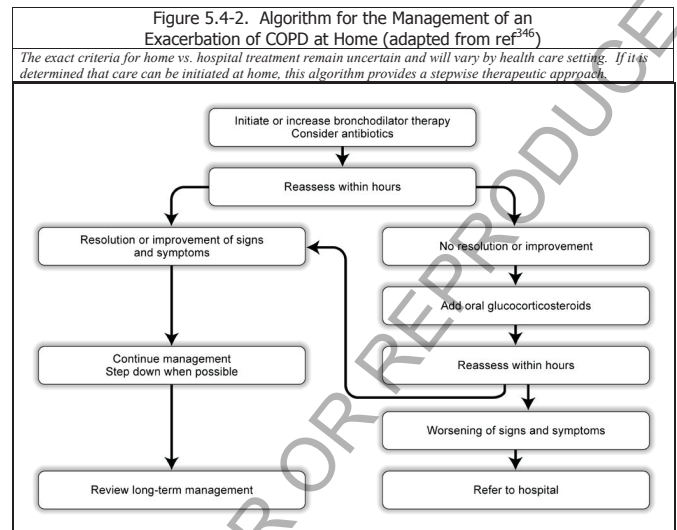 Figure 5.4-2. Algorithm for the Management of an
Exacerbation of COPD at Home (adapted from ref346)
The exact criteria for home vs. hospital treatment remain uncertain and will vary by health care setting. If it is
determined that care can be initiated at home, this algorithm provides a stepwise therapeutic approach.
Initiate or increase bronchodilator therapy
Consider antibiotics
Reassess within hours
Resolution or improvement of signs
and symptoms
No resolution or improvement
Add oral glucocorticosteroids
Continue management
Step down when possible
Reassess within hours
Worsening of signs and symptoms
Review long-term management
Refer to hospital
OR REPRODUCE